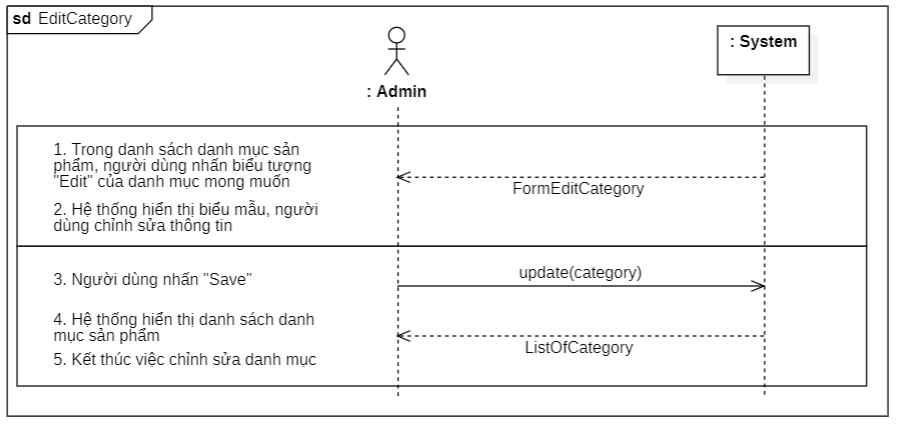 sd EditCategory
: Admin
: System
1. Trong danh sách danh mục sản
phẩm, người dùng nhấn biểu tượng
"Edit" của danh mục mong muốn
FormEditCategory
2. Hệ thống hiển thị biểu mẫu, người
dùng chỉnh sửa thông tin
3. Người dùng nhấn "Save"
update(category)
4. Hệ thống hiển thị danh sách danh
mục sản phẩm
ListOfCategory
5. Kết thúc việc chỉnh sửa danh mục